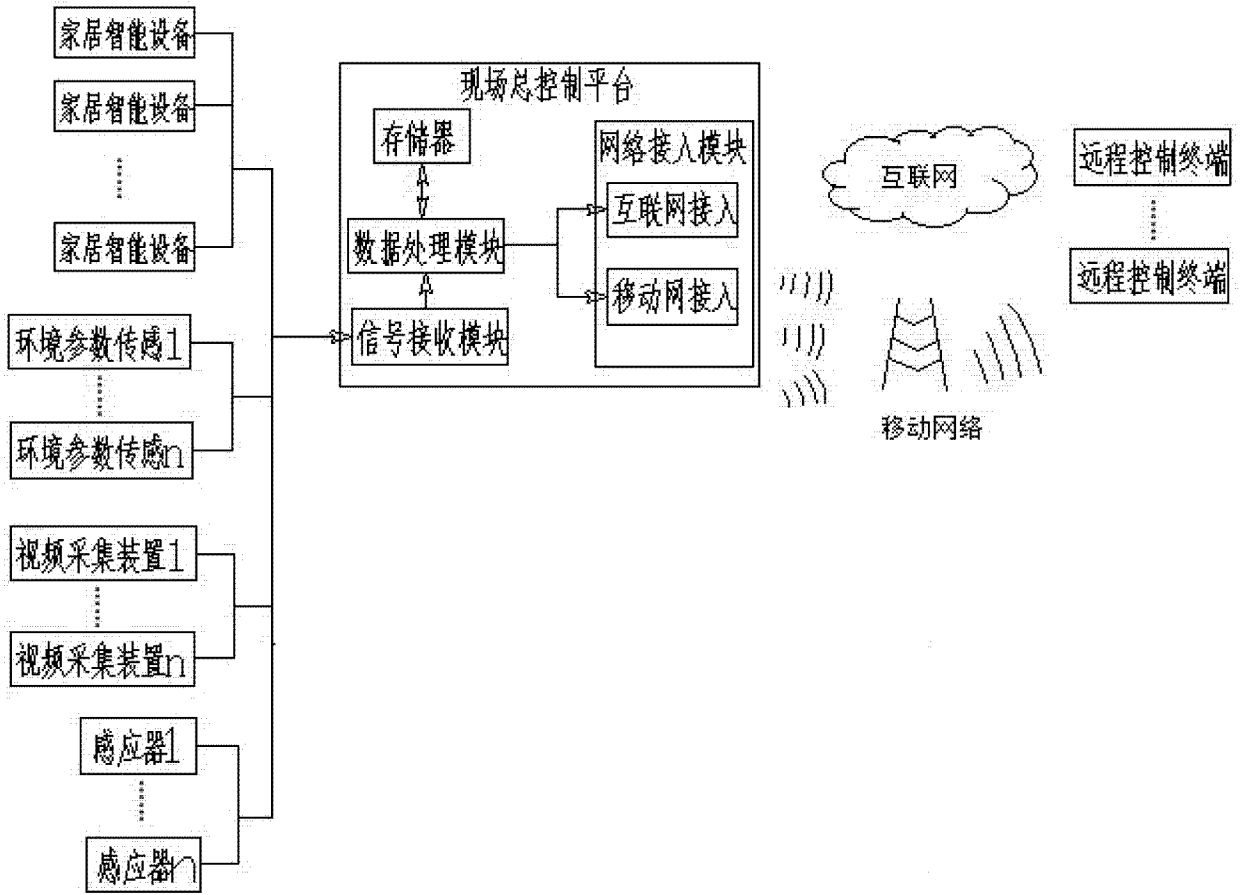 家居智能设备
家居智能设备
家居智能设备
环境参数传感1
环境参数传感n
视频采集装置1
视频采集装置n
感应器1
感应器n
现场总控制平台
存储器
数据处理模块
信号接收模块
网络接入模块
互联网接入
移动网接入
互联网
移动网络
远程控制终端
远程控制终端